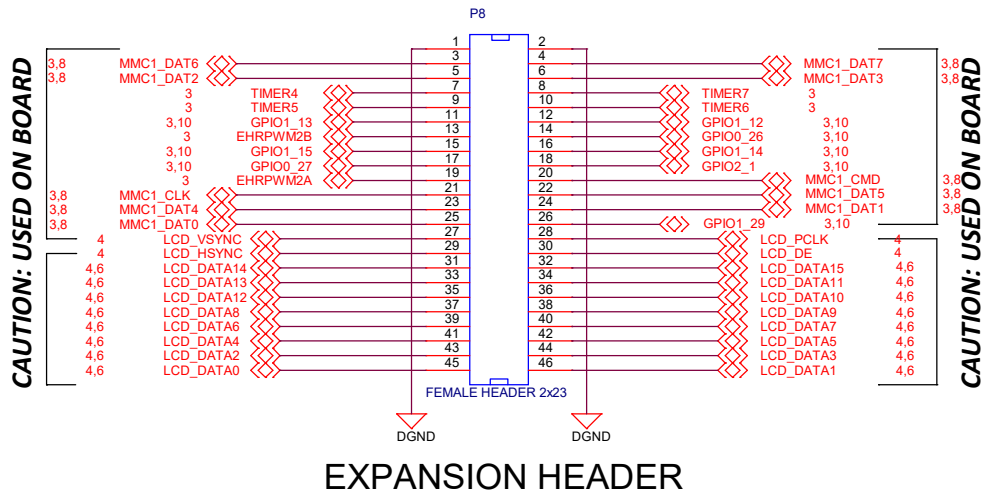 P8
1 2
3 4
3,8 MMC1_DAT6 MMC1_DAT7 3,8
5 6
3,8 MMC1_DAT2 MMC1_DAT3 3,8
7 8
3 TIMER4 TIMER7 3
9 10
3 TIMER5 TIMER6 3
11 12
3,10 GPIO1_13 GPIO1_12 3,10
13 14
3 EHRPWM2B GPIO0_26 3,10
15 16
3,10 GPIO1_15 GPIO1_14 3,10
17 18
3,10 GPIO0_27 GPIO2_1 3,10
19 20
3 EHRPWM2A MMC1_CMD 3,8
21 22
3,8 MMC1_CLK MMC1_DAT5 3,8
23 24
3,8 MMC1_DAT4 MMC1_DAT1 3,8
25 26
3,8 MMC1_DAT0 GPIO1_29 3,10
27 28
4 LCD_VSYNC LCD_PCLK 4
29 30
4 LCD_HSYNC LCD_DE 4
31 32
4,6 LCD_DATA14 LCD_DATA15 4,6
33 34
4,6 LCD_DATA13 LCD_DATA11 4,6
35 36
4,6 LCD_DATA12 LCD_DATA10 4,6
37 38
4,6 LCD_DATA8 LCD_DATA9 4,6
39 40
4,6 LCD_DATA6 LCD_DATA7 4,6
41 42
4,6 LCD_DATA4 LCD_DATA5 4,6
43 44
4,6 LCD_DATA2 LCD_DATA3 4,6
45 46
4,6 LCD_DATA0 LCD_DATA1 4,6
CAUTION: USED ON BOARD
CAUTION: USED ON BOARD
FEMALE HEADER 2x23
DGND DGND
EXPANSION HEADER